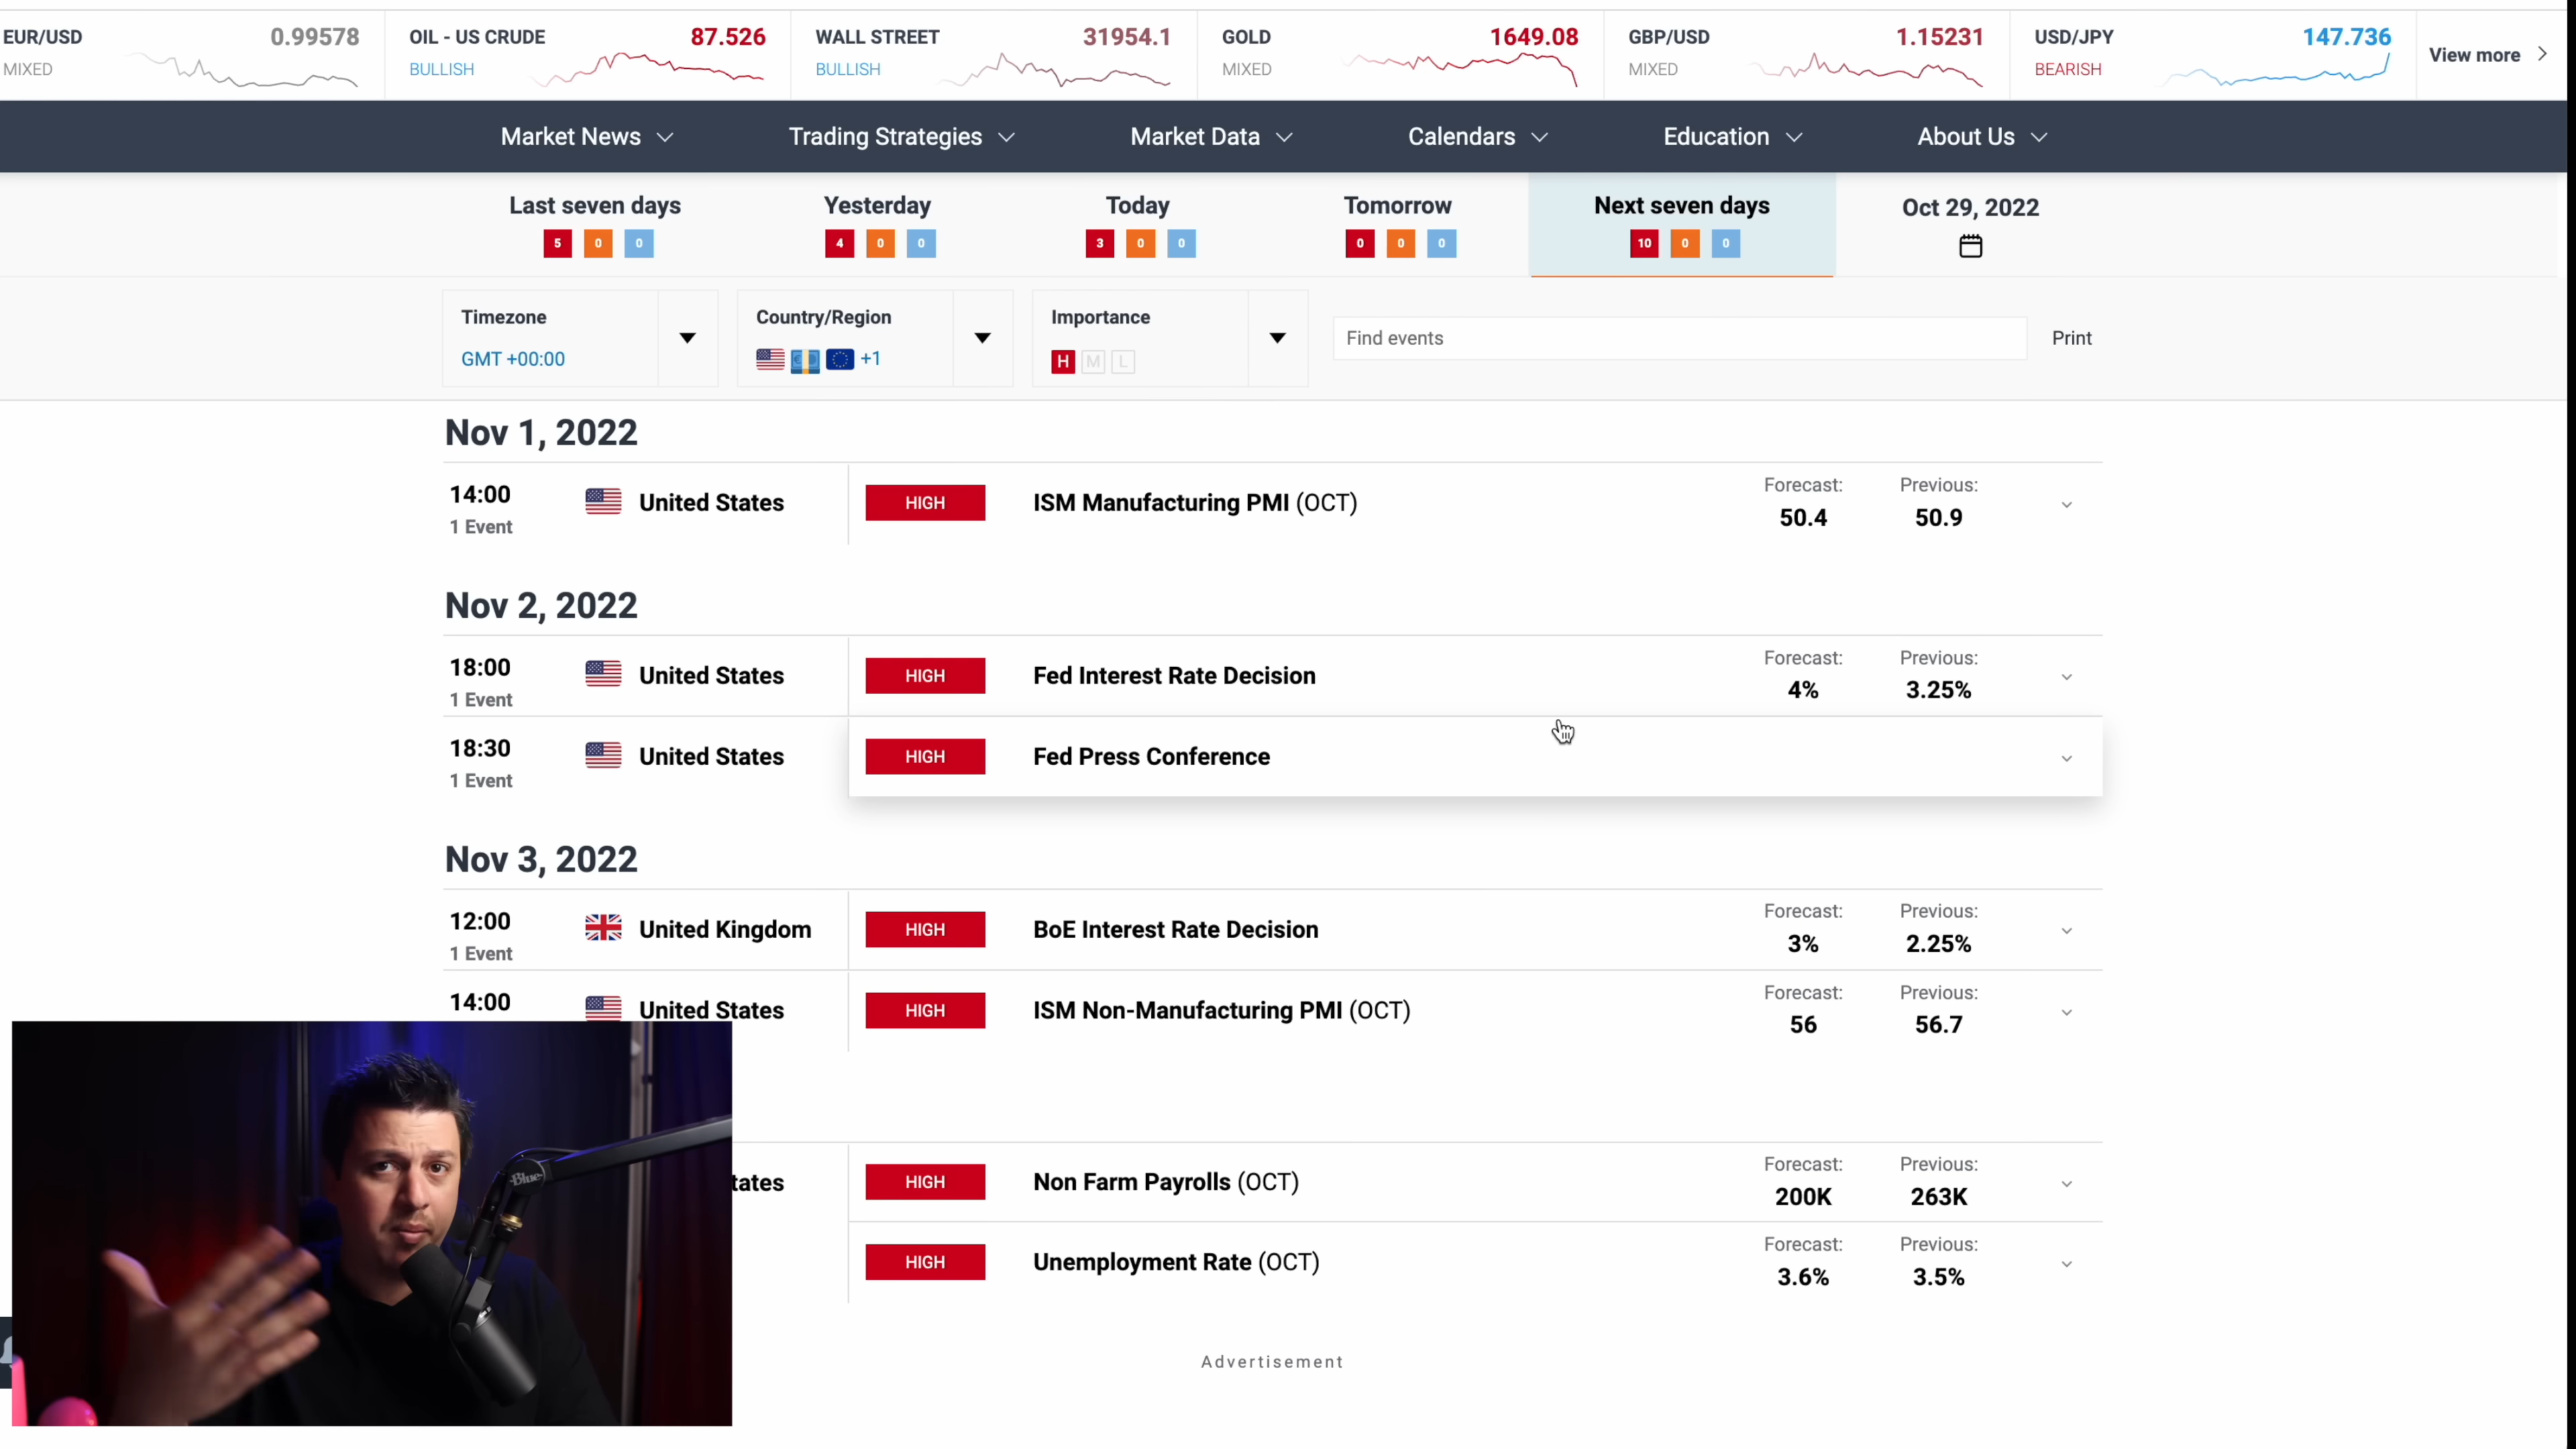 EUR/USD 0.99578
MIXED
OIL - US CRUDE 87.526
BULLISH
WALL STREET 31954.1
BULLISH
GOLD 1649.08
MIXED
GBP/USD 1.15231
MIXED
USD/JPY 147.736
BEARISH
View more
Market News Trading Strategies Market Data Calendars Education About Us
Last seven days Yesterday Today Tomorrow Next seven days Oct 29, 2022
5 0 0 4 0 0 3 0 0 0 0 0 10 0 0
Timezone
GMT +00:00
Country/Region
+1
Importance
H M L
Find events
Print
Nov 1, 2022
14:00 United States HIGH ISM Manufacturing PMI (OCT) Forecast: Previous:
1 Event 50.4 50.9
Nov 2, 2022
18:00 United States HIGH Fed Interest Rate Decision Forecast: Previous:
1 Event 4% 3.25%
18:30 United States HIGH Fed Press Conference
1 Event
Nov 3, 2022
12:00 United Kingdom HIGH BoE Interest Rate Decision Forecast: Previous:
1 Event 3% 2.25%
14:00 United States HIGH ISM Non-Manufacturing PMI (OCT) Forecast: Previous:
56 56.7
tates HIGH Non Farm Payrolls (OCT) Forecast: Previous:
200K 263K
HIGH Unemployment Rate (OCT) Forecast: Previous:
3.6% 3.5%
Blue
Advertisement